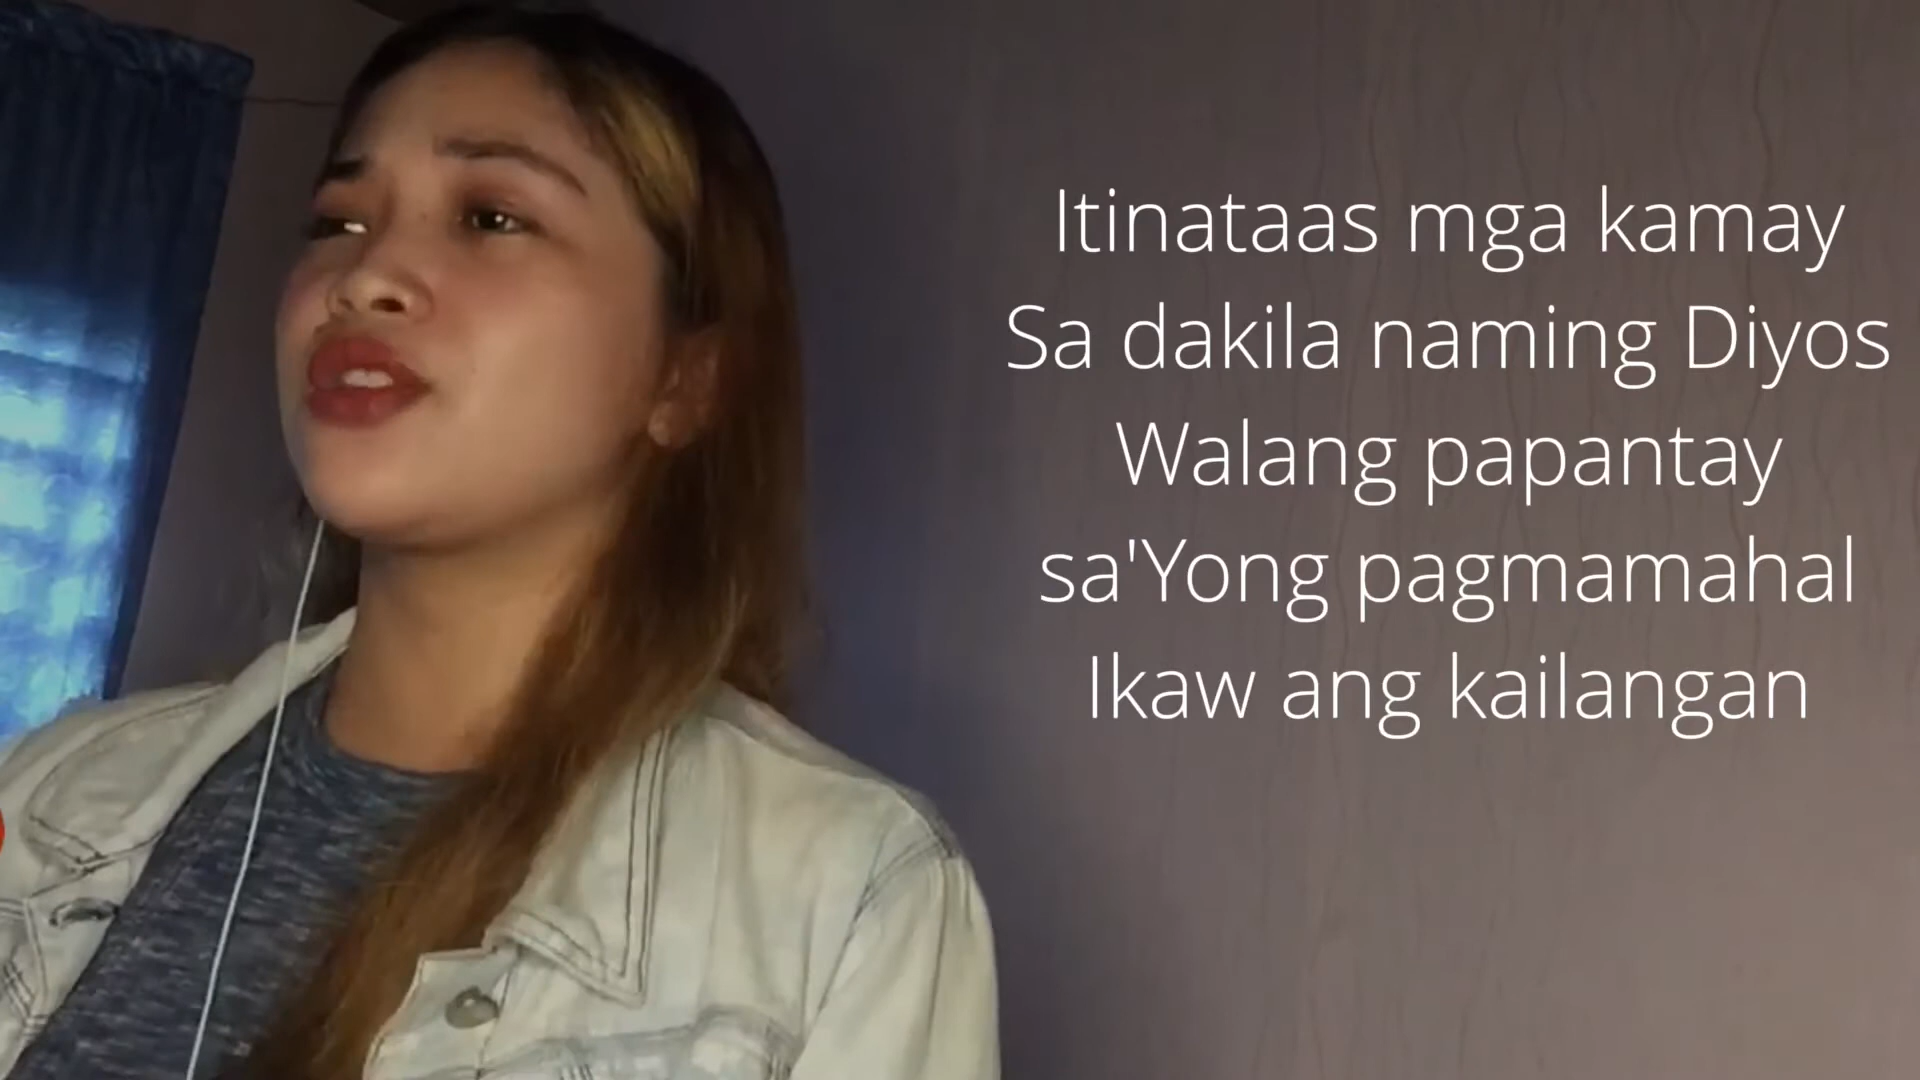 Itinataas mga kamay
Sa dakila naming Diyos
Walang papantay
sa'Yong pagmamahal
Ikaw ang kailangan